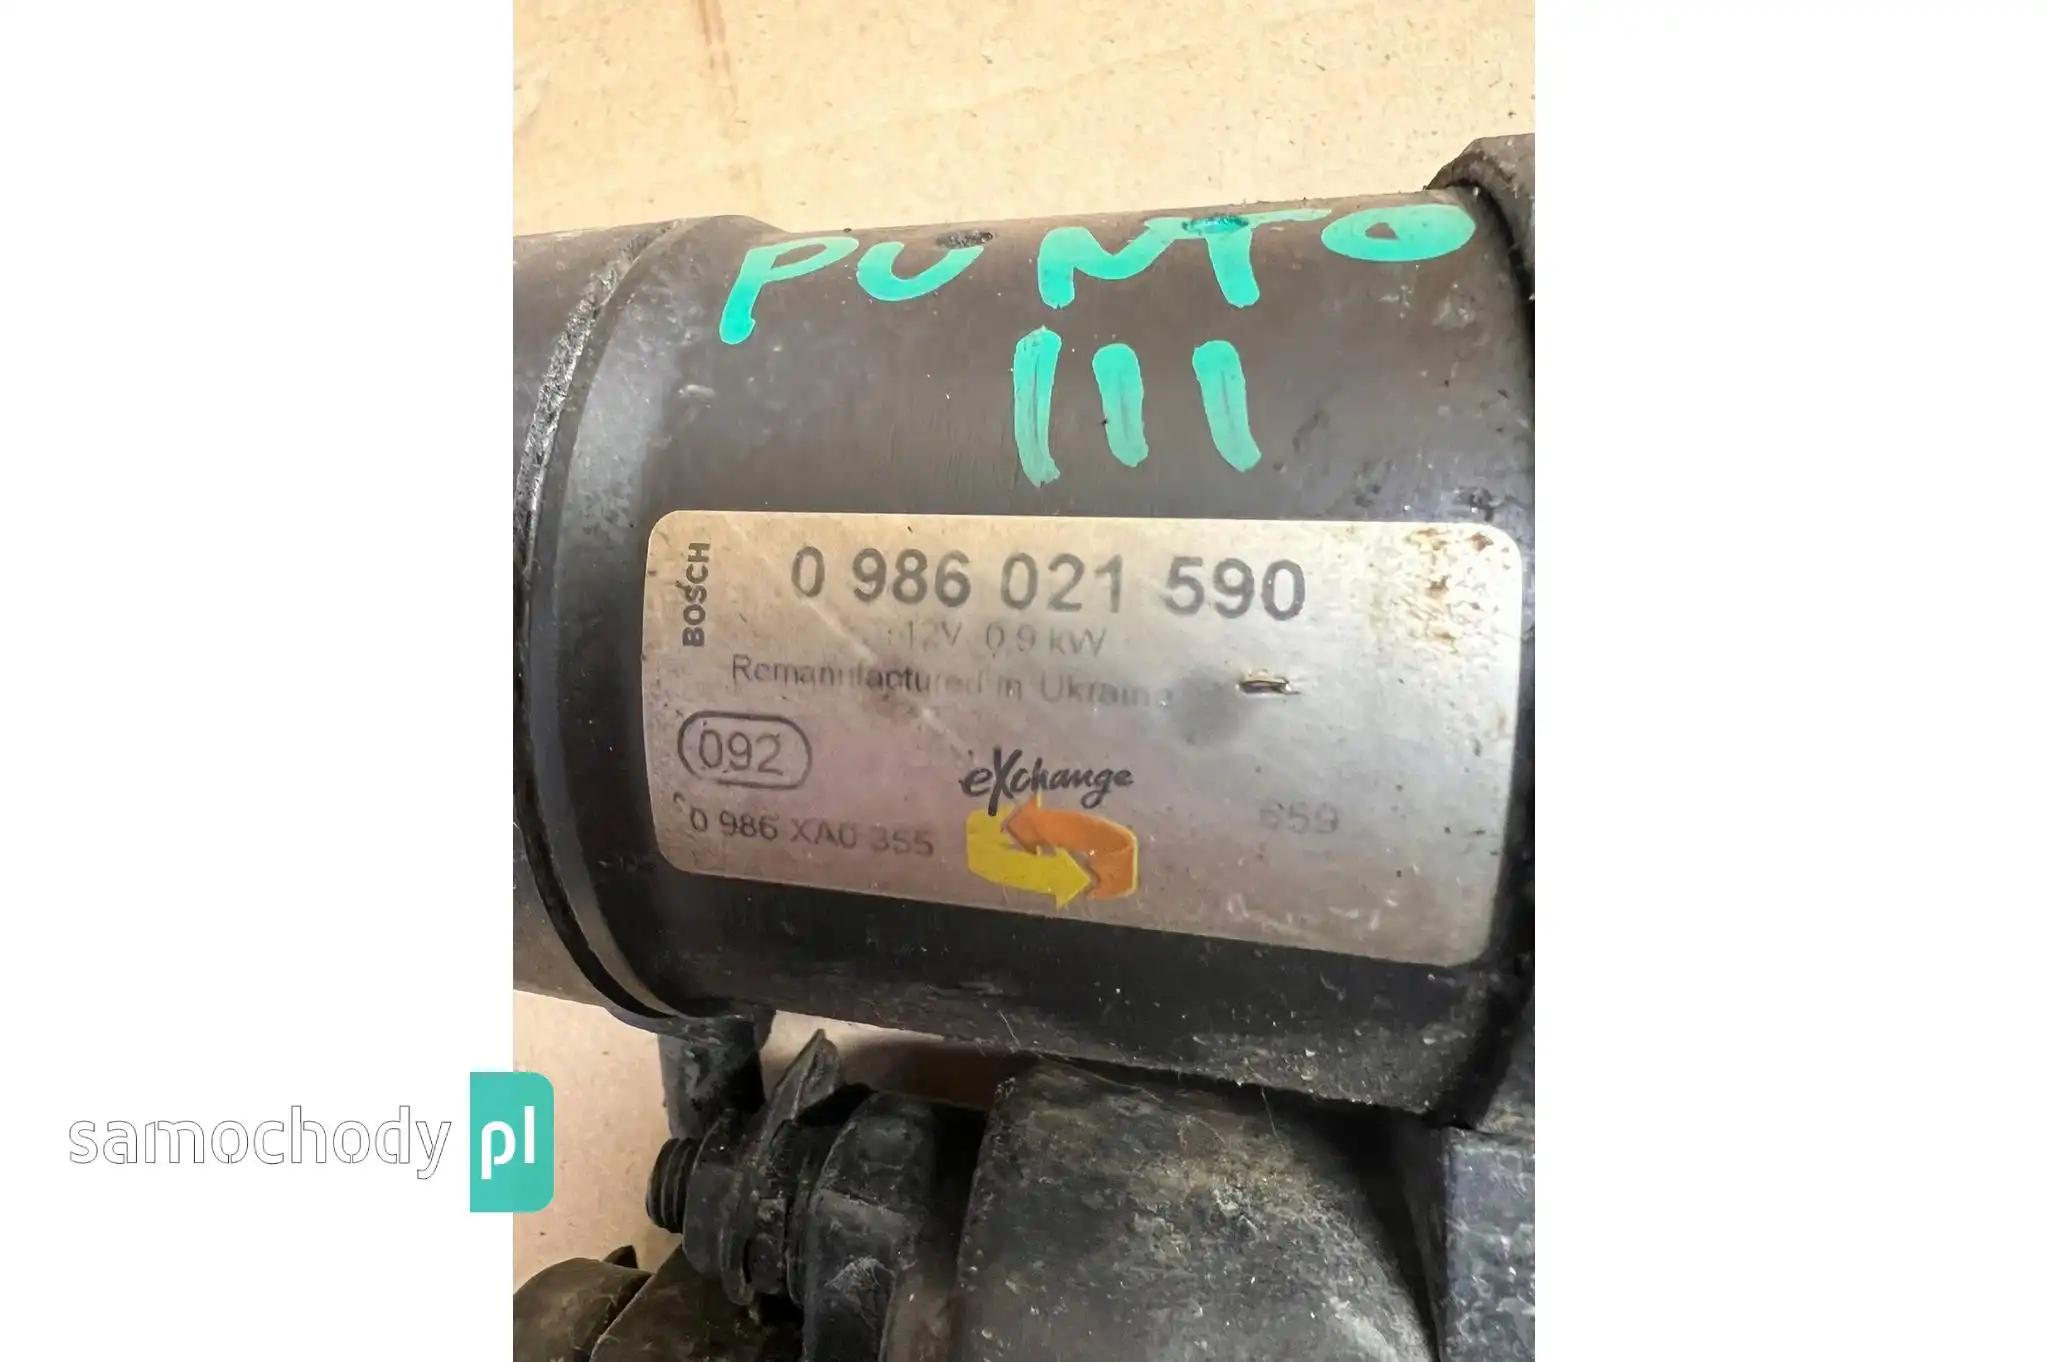 PUNTO
III
BOSCH
0 986 021 590
12V 0.9 kW
Remanufactured in Ukraine
092
eXchange
0 986 XA0 355
659
samochody pl